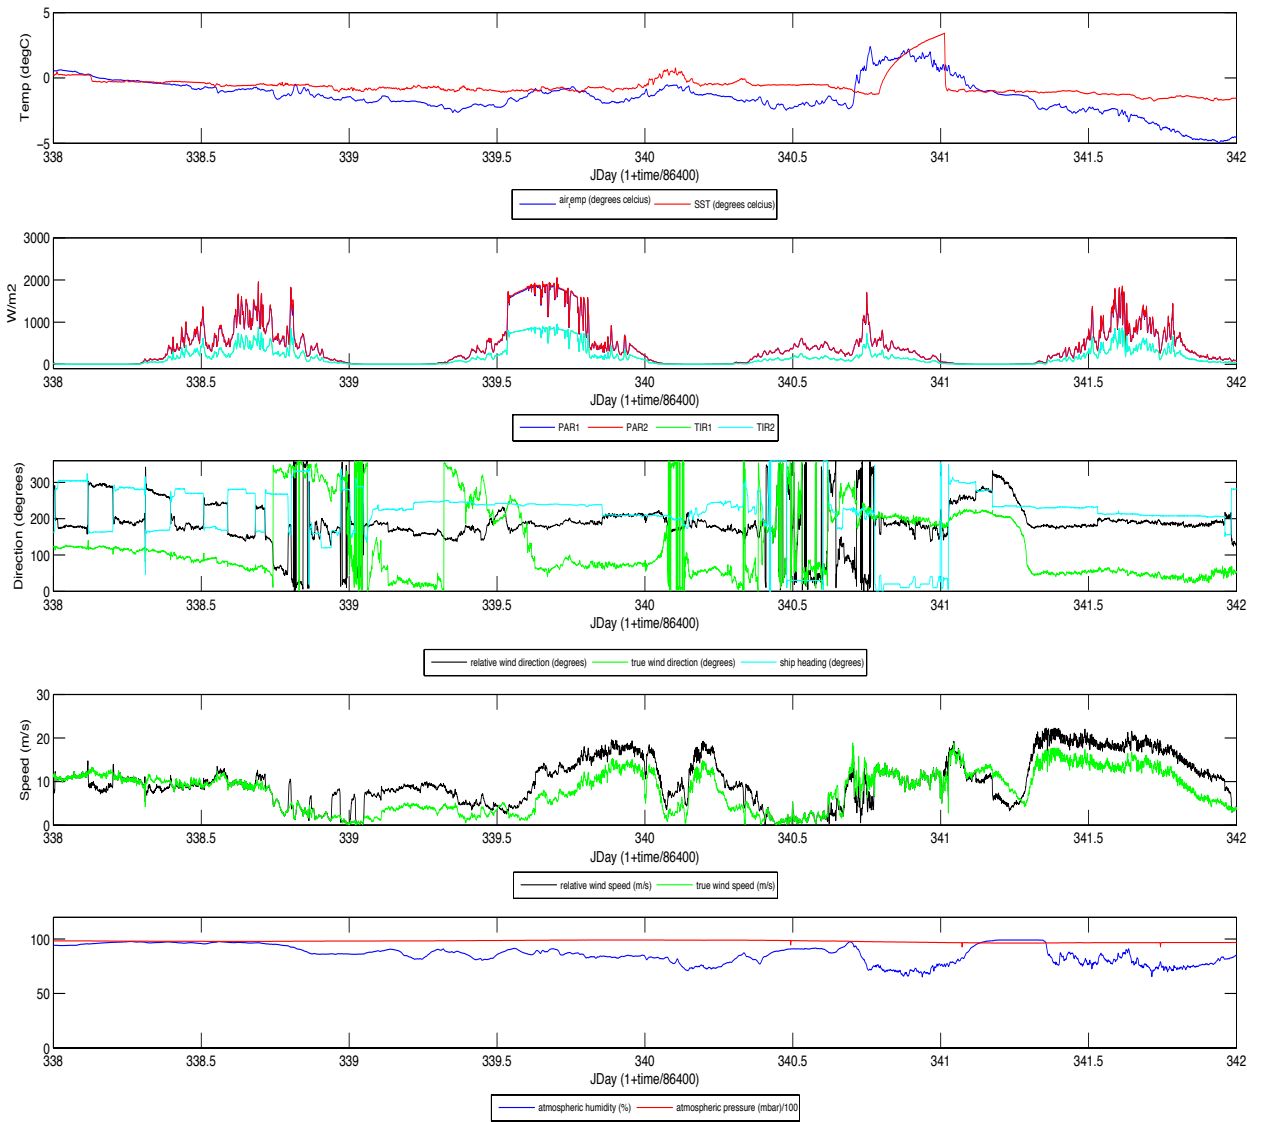 5
0
−5
Temp (degC)
338 338.5 339 339.5 340 340.5 341 341.5 342
JDay (1+time/86400)
airtemp (degrees celcius) SST (degrees celcius)
3000
2000
1000
0
W/m2
338 338.5 339 339.5 340 340.5 341 341.5 342
JDay (1+time/86400)
PAR1 PAR2 TIR1 TIR2
300
200
100
0
Direction (degrees)
338 338.5 339 339.5 340 340.5 341 341.5 342
JDay (1+time/86400)
relative wind direction (degrees) true wind direction (degrees) ship heading (degrees)
30
20
10
0
Speed (m/s)
338 338.5 339 339.5 340 340.5 341 341.5 342
JDay (1+time/86400)
relative wind speed (m/s) true wind speed (m/s)
100
50
0
338 338.5 339 339.5 340 340.5 341 341.5 342
JDay (1+time/86400)
atmospheric humidity (%) atmospheric pressure (mbar)/100